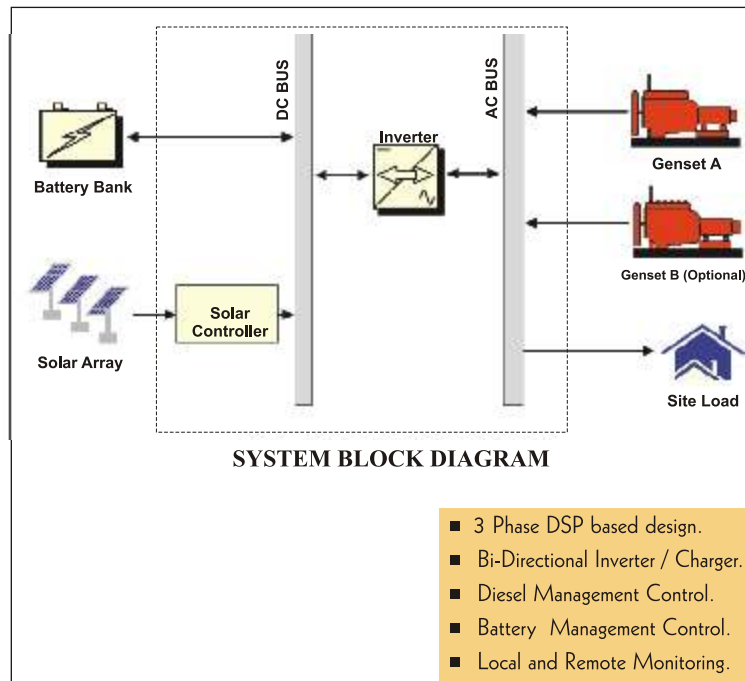 DC BUS
AC BUS
Inverter
Battery Bank
Genset A
Genset B (Optional)
Solar
Controller
Solar Array
Site Load
SYSTEM BLOCK DIAGRAM
■ 3 Phase DSP based design.
■ Bi-Directional Inverter / Charger.
■ Diesel Management Control.
■ Battery Management Control.
■ Local and Remote Monitoring.